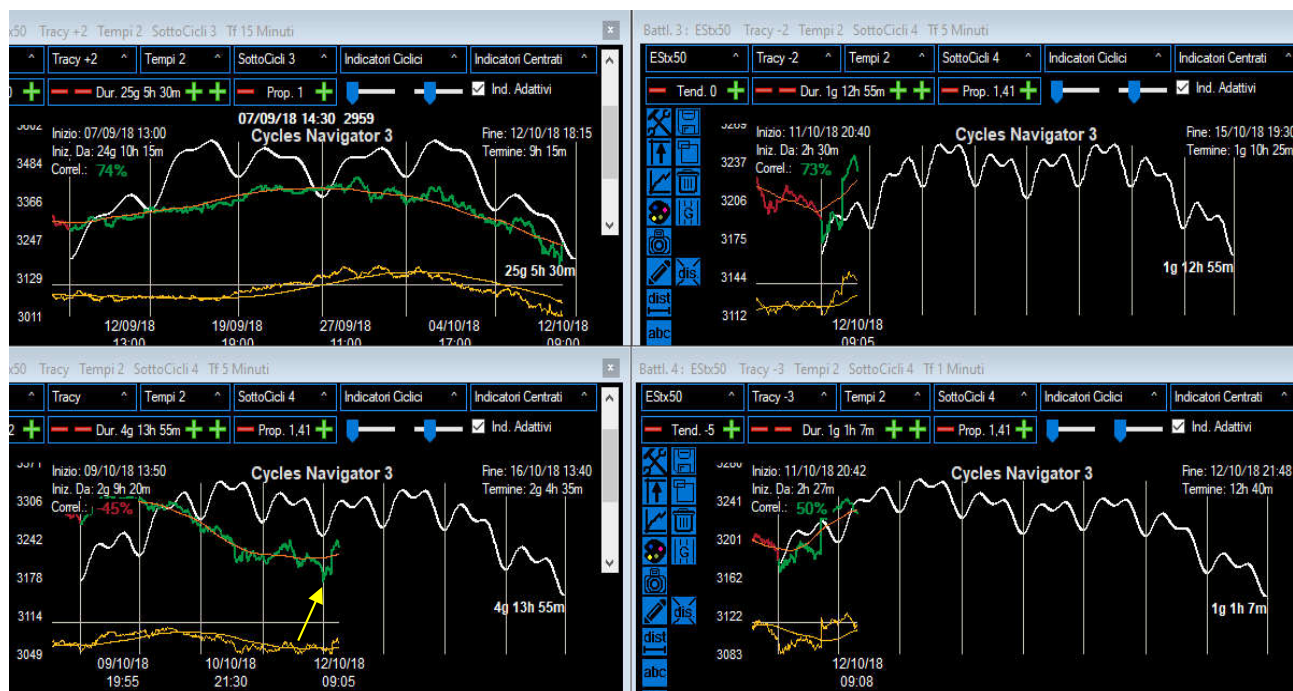 x50 Tracy +2 Tempi 2 SottoCicli 3 Tf 15 Minuti
Tracy +2 Tempi 2 SottoCicli 3 Indicatori Ciclici Indicatori Centrati
Dur. 25g 5h 30m Prop. 1 Ind. Adattivi
07/09/18 14:30 2959
Inizio: 07/09/18 13:00 Cycles Navigator 3 Fine: 12/10/18 18:15
Iniz. Da: 24g 10h 15m Termine: 9h 15m
Correl.: 74%
3484
3366
3247
3129
3011
25g 5h 30m
12/09/18 19/09/18 27/09/18 04/10/18 12/10/18
13:00 19:00 11:00 17:00 09:00
Battl. 3 : EStx50 Tracy -2 Tempi 2 SottoCicli 4 Tf 5 Minuti
EStx50 Tracy -2 Tempi 2 SottoCicli 4 Indicatori Ciclici Indicatori Centrati
Tend. 0 Dur. 1g 12h 55m Prop. 1,41 Ind. Adattivi
Inizio: 11/10/18 20:40 Cycles Navigator 3 Fine: 15/10/18 19:30
Iniz. Da: 2h 30m Termine: 1g 10h 25m
Correl.: 73%
3237
3206
3175
3144
3112
1g 12h 55m
G
dis
dist
abc
12/10/18
09:05
x50 Tracy Tempi 2 SottoCicli 4 Tf 5 Minuti
Tracy Tempi 2 SottoCicli 4 Indicatori Ciclici Indicatori Centrati
2 Dur. 4g 13h 55m Prop. 1,41 Ind. Adattivi
Inizio: 09/10/18 13:50 Cycles Navigator 3 Fine: 16/10/18 13:40
Iniz. Da: 2g 9h 20m Termine: 2g 4h 35m
Correl.: -45%
3306
3242
3178
3114
3049
4g 13h 55m
09/10/18 10/10/18 12/10/18
19:55 21:30 09:05
Battl. 4 : EStx50 Tracy -3 Tempi 2 SottoCicli 4 Tf 1 Minuti
EStx50 Tracy -3 Tempi 2 SottoCicli 4 Indicatori Ciclici Indicatori Centrati
Tend. -5 Dur. 1g 1h 7m Prop. 1,41 Ind. Adattivi
Inizio: 11/10/18 20:42 Cycles Navigator 3 Fine: 12/10/18 21:48
Iniz. Da: 2h 27m Termine: 12h 40m
Correl.: 50%
3241
3201
3162
3122
3083
1g 1h 7m
G
dis
dist
abc
12/10/18
09:08